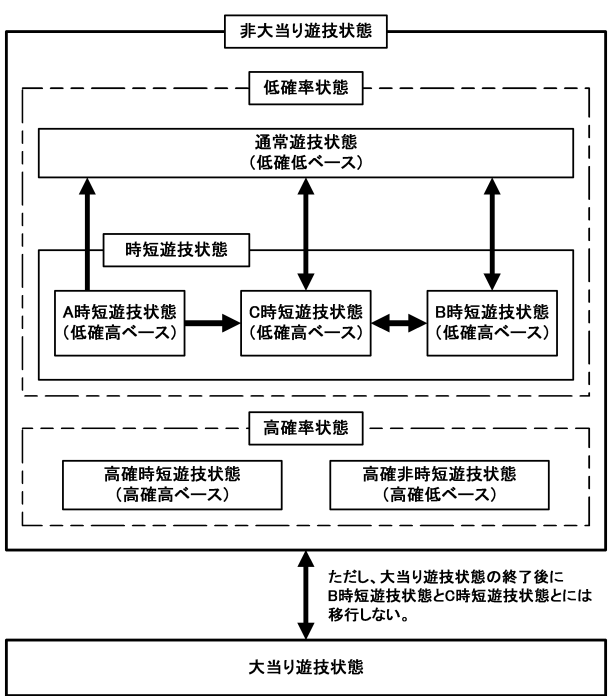 非大当り遊技状態
低確率状態
通常遊技状態
（低確低ベース）
時短遊技状態
A時短遊技状態
（低確高ベース）
C時短遊技状態
（低確高ベース）
B時短遊技状態
（低確高ベース）
高確率状態
高確時短遊技状態
（高確高ベース）
高確非時短遊技状態
（高確低ベース）
ただし、大当り遊技状態の終了後に
B時短遊技状態とC時短遊技状態とには
移行しない。
大当り遊技状態